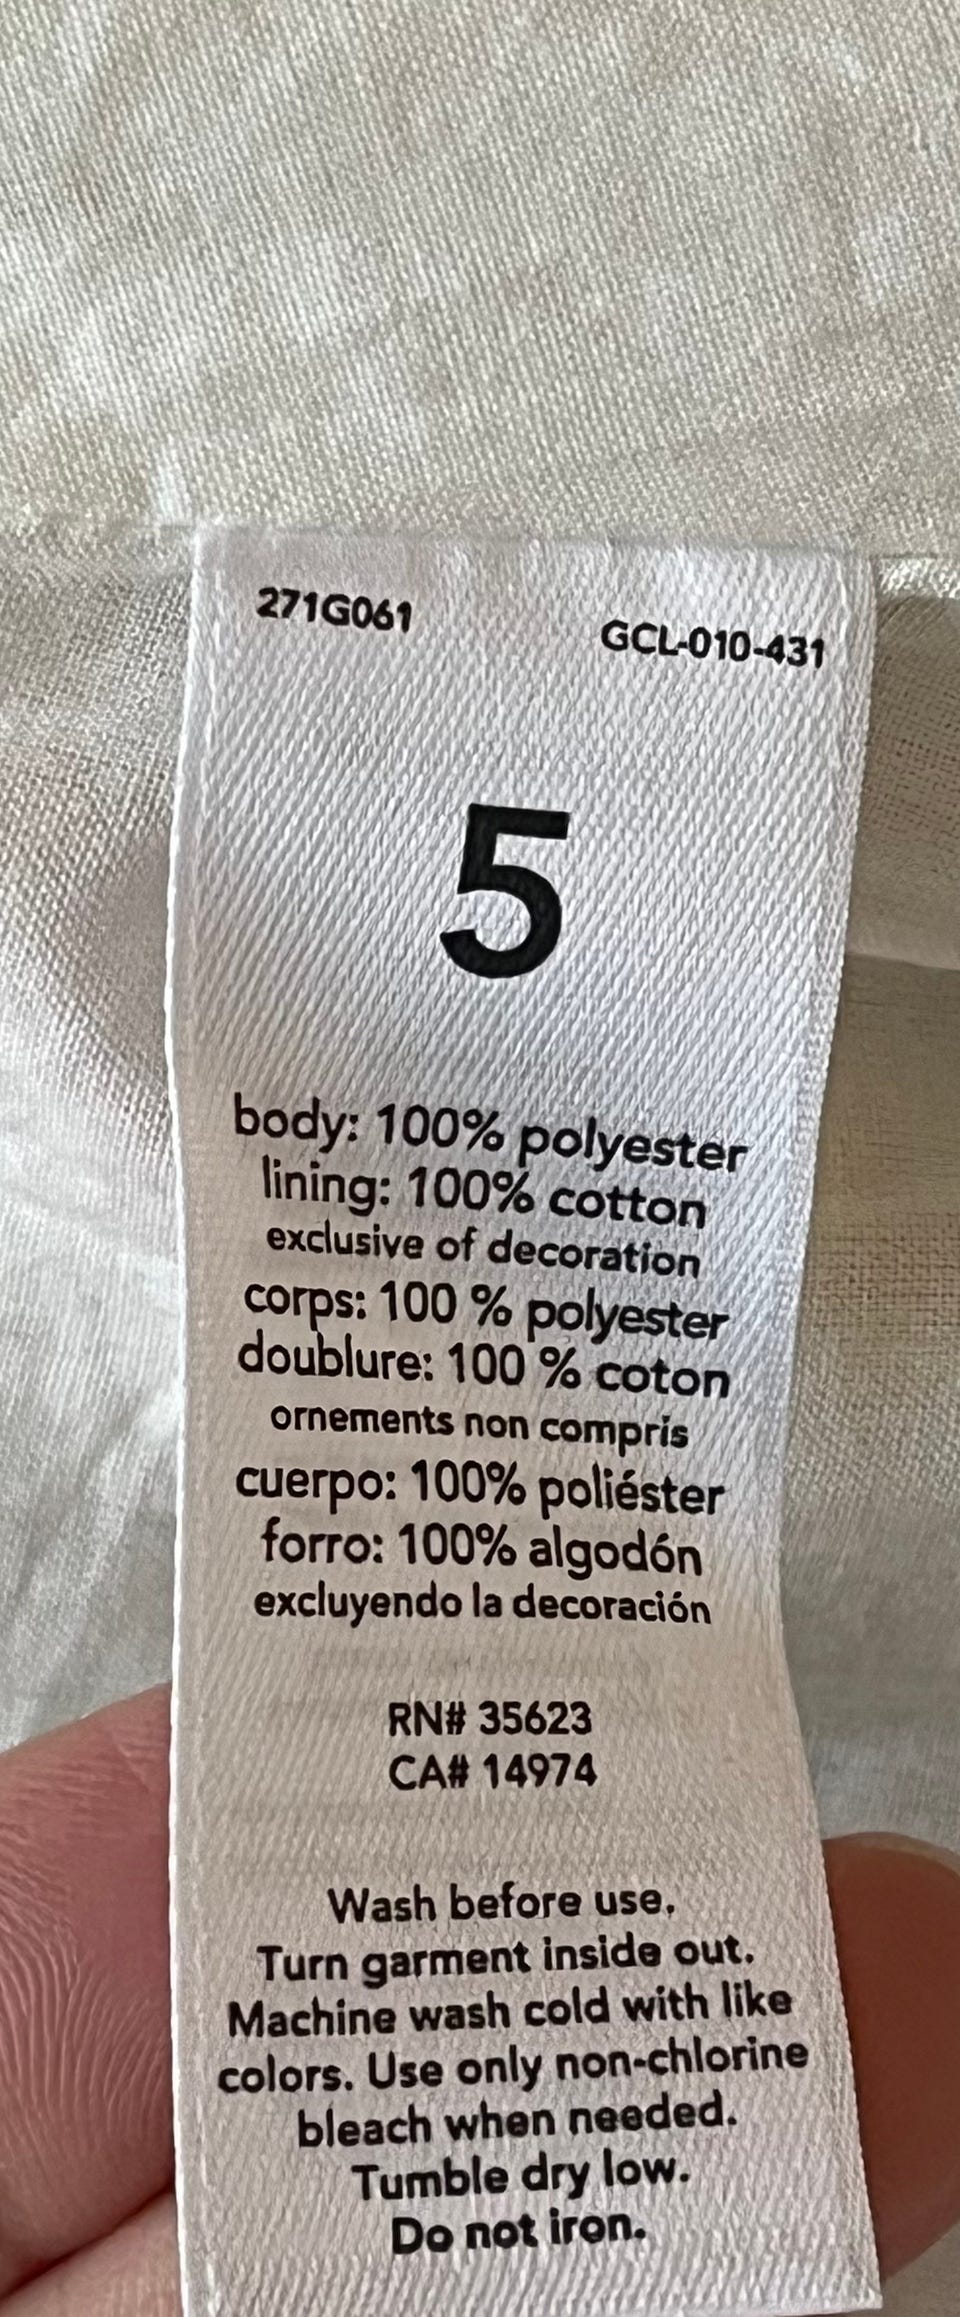 271G061
GCL-010-431
5
body: 100% polyester
lining: 100% cotton
exclusive of decoration
corps: 100 % polyester
doublure: 100 % coton
ornements non compris
cuerpo: 100% poliéster
forro: 100% algodón
excluyendo la decoración
RN# 35623
CA# 14974
Wash before use.
Turn garment inside out.
Machine wash cold with like
colors. Use only non-chlorine
bleach when needed.
Tumble dry low.
Do not iron.